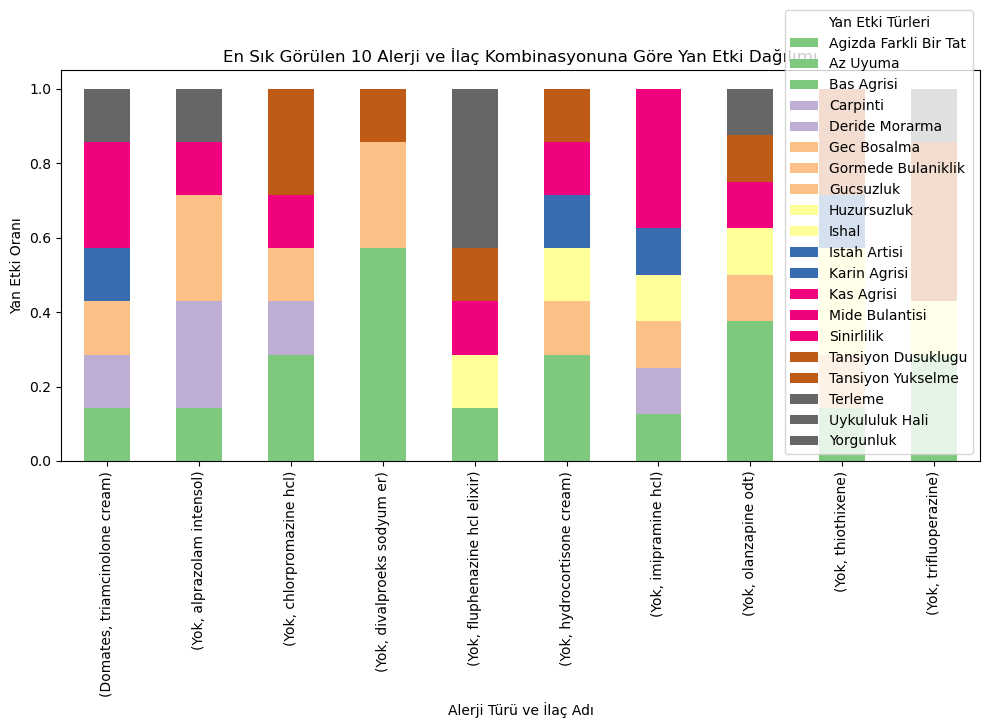 En Sık Görülen 10 Alerji ve İlaç Kombinasyonuna Göre Yan Etki Dağılımı
Yan Etki Türleri
Agizda Farkli Bir Tat
Az Uyuma
Bas Agrisi
Carpinti
Deride Morarma
Gec Bosalma
Gormede Bulaniklik
Gucsuzluk
Huzursuzluk
Ishal
Istah Artisi
Karin Agrisi
Kas Agrisi
Mide Bulantisi
Sinirlilik
Tansiyon Dusuklugu
Tansiyon Yukselme
Terleme
Uykululuk Hali
Yorgunluk
Yan Etki Oranı
1.0
0.8
0.6
0.4
0.2
0.0
(Domates, triamcinolone cream)
(Yok, alprazolam intensol)
(Yok, chlorpromazine hcl)
(Yok, divalproeks sodyum er)
(Yok, fluphenazine hcl elixir)
(Yok, hydrocortisone cream)
(Yok, imipramine hcl)
(Yok, olanzapine odt)
(Yok, thiothixene)
(Yok, trifluoperazine)
Alerji Türü ve İlaç Adı